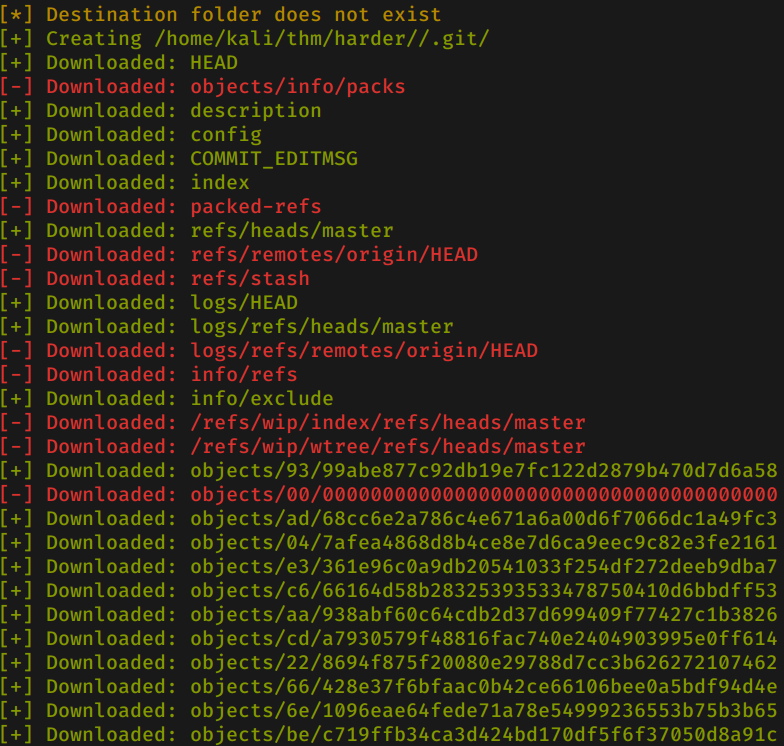 [*] Destination folder does not exist
[+] Creating /home/kali/thm/harder//.git/
[+] Downloaded: HEAD
[-] Downloaded: objects/info/packs
[+] Downloaded: description
[+] Downloaded: config
[+] Downloaded: COMMIT_EDITMSG
[+] Downloaded: index
[-] Downloaded: packed-refs
[+] Downloaded: refs/heads/master
[-] Downloaded: refs/remotes/origin/HEAD
[-] Downloaded: refs/stash
[+] Downloaded: logs/HEAD
[+] Downloaded: logs/refs/heads/master
[-] Downloaded: logs/refs/remotes/origin/HEAD
[-] Downloaded: info/refs
[+] Downloaded: info/exclude
[-] Downloaded: /refs/wip/index/refs/heads/master
[-] Downloaded: /refs/wip/wtree/refs/heads/master
[+] Downloaded: objects/93/99abe877c92db19e7fc122d2879b470d7d6a58
[-] Downloaded: objects/00/00000000000000000000000000000000000000
[+] Downloaded: objects/ad/68cc6e2a786c4e671a6a00d6f7066dc1a49fc3
[+] Downloaded: objects/04/7afea4868d8b4ce8e7d6ca9eec9c82e3fe2161
[+] Downloaded: objects/e3/361e96c0a9db20541033f254df272deeb9dba7
[+] Downloaded: objects/c6/66164d58b28325393533478750410d6bbdff53
[+] Downloaded: objects/aa/938abf60c64cdb2d37d699409f77427c1b3826
[+] Downloaded: objects/cd/a7930579f48816fac740e2404903995e0ff614
[+] Downloaded: objects/22/8694f875f20080e29788d7cc3b626272107462
[+] Downloaded: objects/66/428e37f6bfaac0b42ce66106bee0a5bdf94d4e
[+] Downloaded: objects/6e/1096eae64fede71a78e54999236553b75b3b65
[+] Downloaded: objects/be/c719ffb34ca3d424bd170df5f6f37050d8a91c